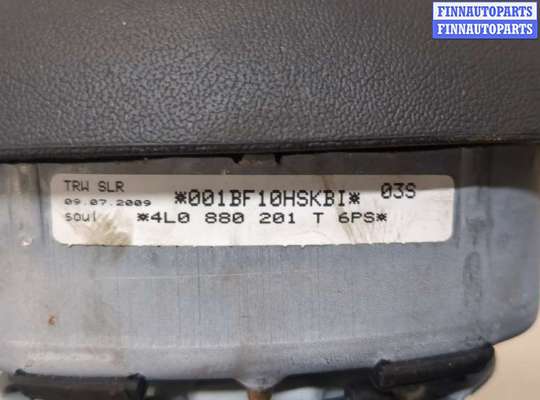 FINNAUTOPARTS
FINNAUTOPARTS
TRW SLR
09.07.2009 *001BF10HSKBI* 03S
soul *4L0 880 201 T 6PS*